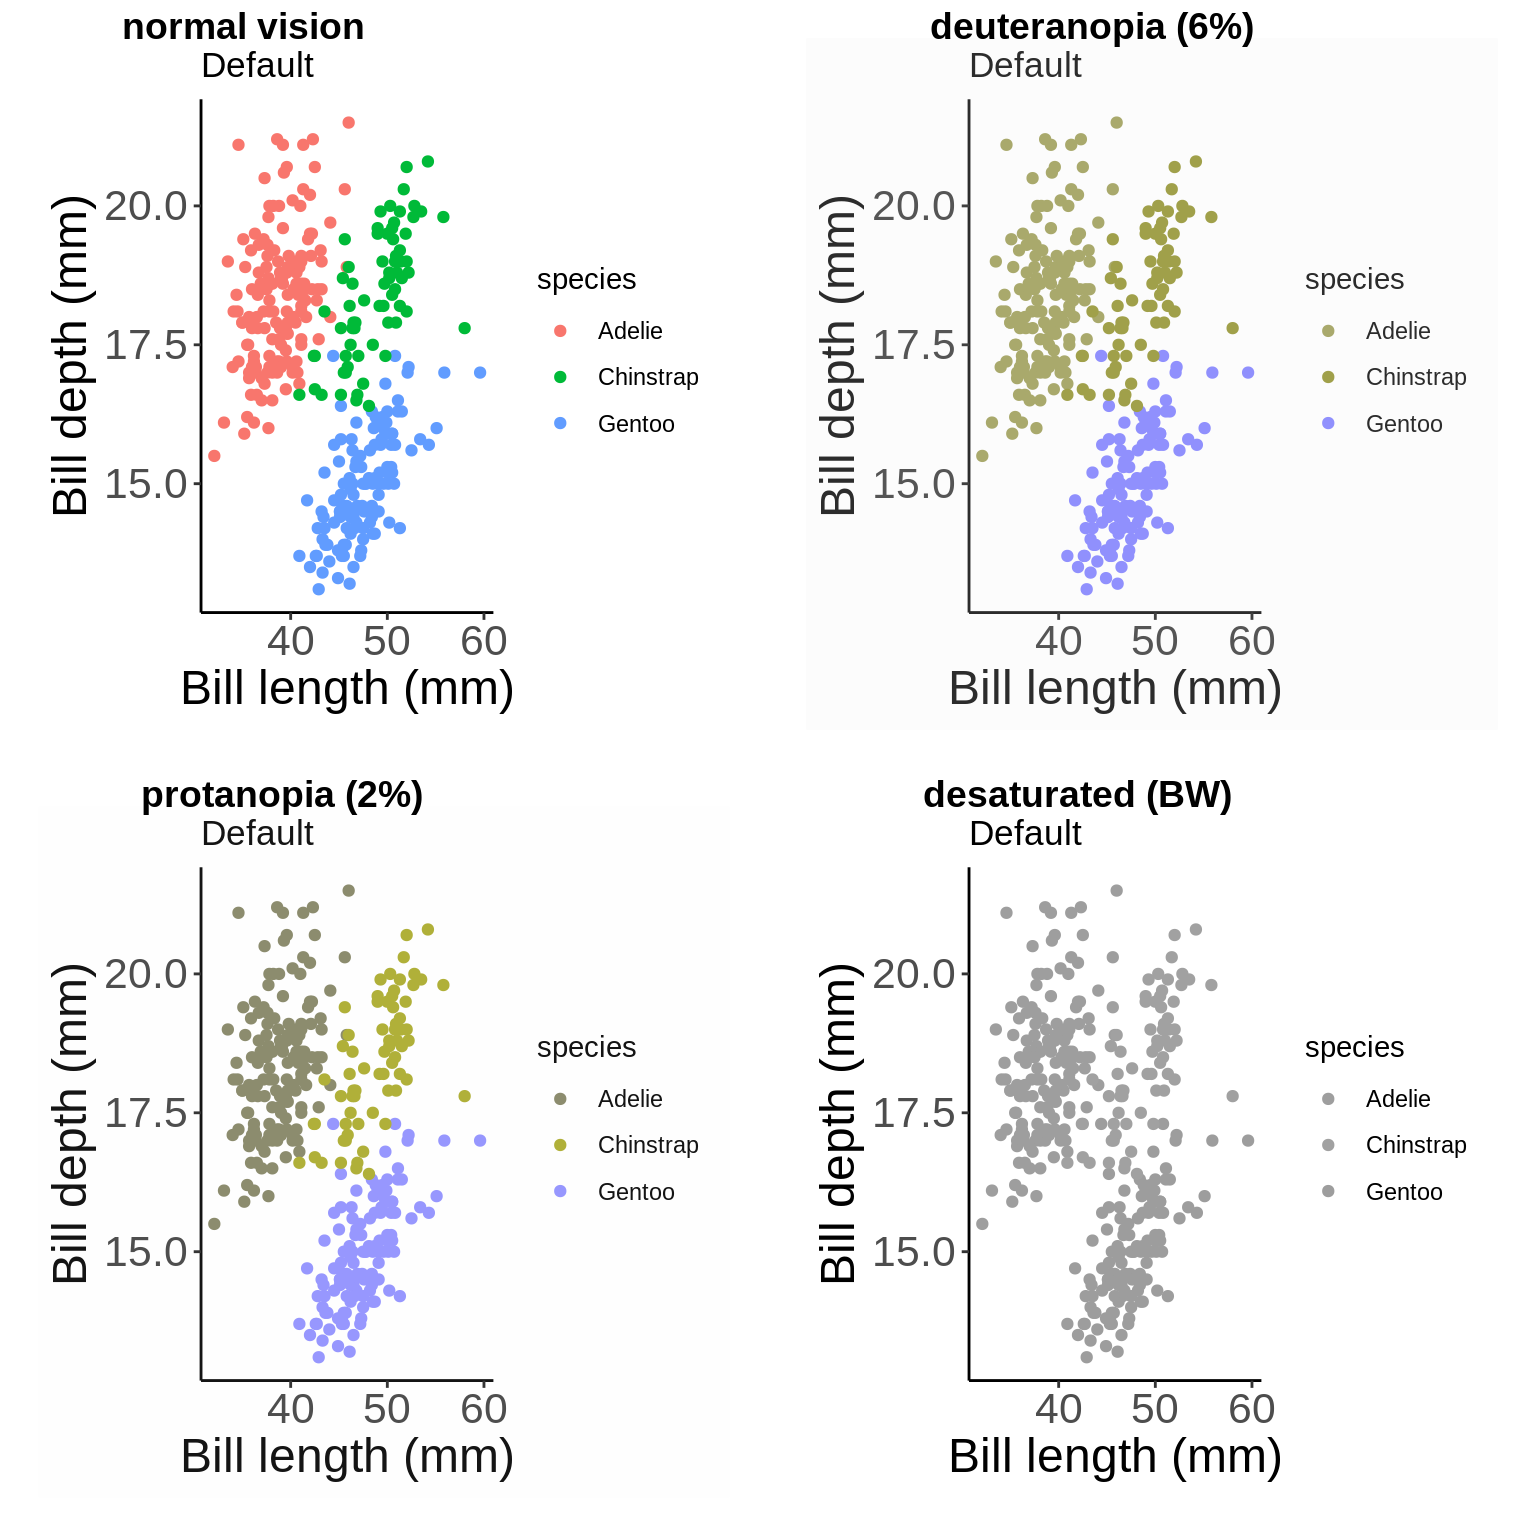 normal vision
Default
Bill depth (mm)
20.0
17.5
15.0
40 50 60
Bill length (mm)
species
Adelie
Chinstrap
Gentoo
deuteranopia (6%)
Default
Bill depth (mm)
20.0
17.5
15.0
40 50 60
Bill length (mm)
species
Adelie
Chinstrap
Gentoo
protanopia (2%)
Default
Bill depth (mm)
20.0
17.5
15.0
40 50 60
Bill length (mm)
species
Adelie
Chinstrap
Gentoo
desaturated (BW)
Default
Bill depth (mm)
20.0
17.5
15.0
40 50 60
Bill length (mm)
species
Adelie
Chinstrap
Gentoo